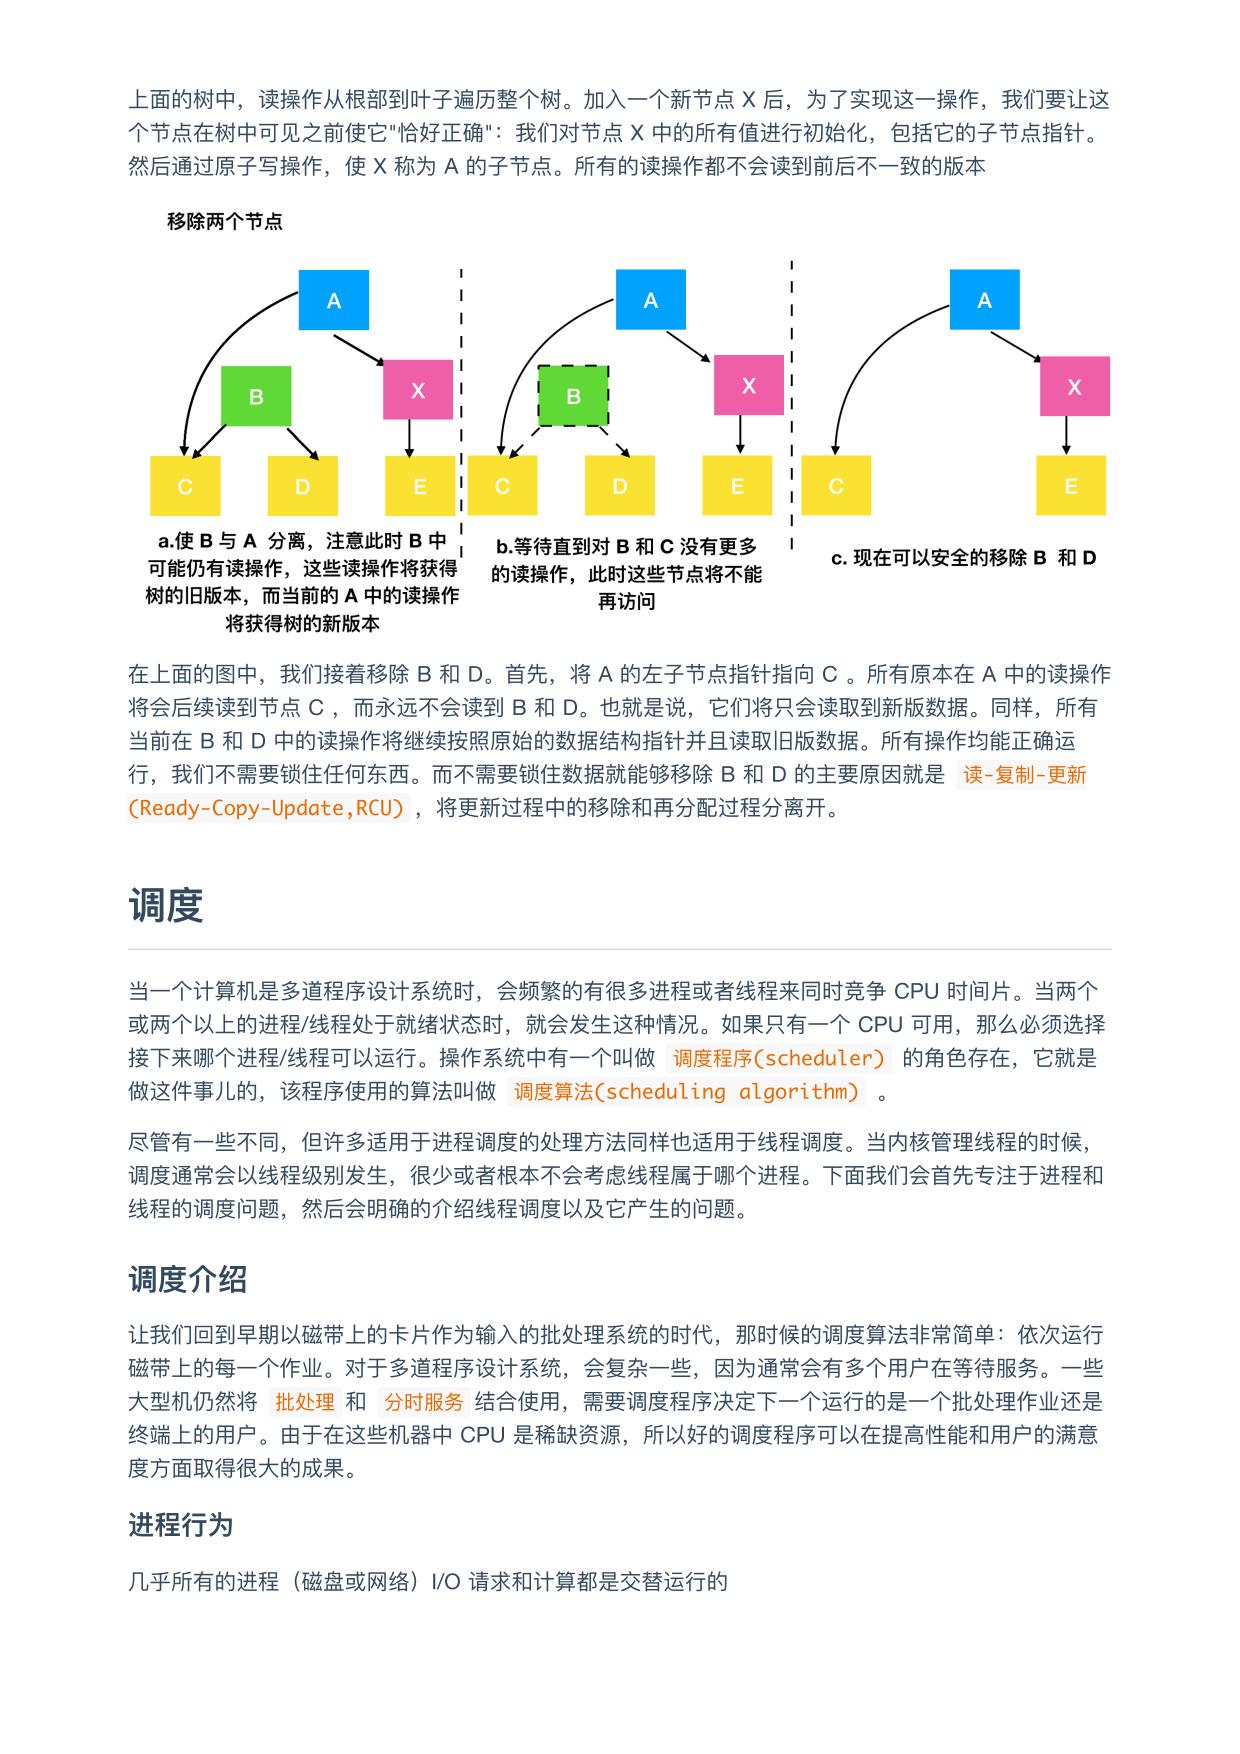 上面的树中，读操作从根部到叶子遍历整个树。加入一个新节点 X 后，为了实现这一操作，我们要让这
个节点在树中可见之前使它"恰好正确"：我们对节点 X 中的所有值进行初始化，包括它的子节点指针。
然后通过原子写操作，使 X 称为 A 的子节点。所有的读操作都不会读到前后不一致的版本
移除两个节点
A
B
X
C
D
E
a.使 B 与 A 分离，注意此时 B 中
可能仍有读操作，这些读操作将获得
树的旧版本，而当前的 A 中的读操作
将获得树的新版本
A
B
X
C
D
E
b.等待直到对 B 和 C 没有更多
的读操作，此时这些节点将不能
再访问
A
X
C
E
c. 现在可以安全的移除 B 和 D
在上面的图中，我们接着移除 B 和 D。首先，将 A 的左子节点指针指向 C 。所有原本在 A 中的读操作
将会后续读到节点 C ，而永远不会读到 B 和 D。也就是说，它们将只会读取到新版数据。同样，所有
当前在 B 和 D 中的读操作将继续按照原始的数据结构指针并且读取旧版数据。所有操作均能正确运
行，我们不需要锁住任何东西。而不需要锁住数据就能够移除 B 和 D 的主要原因就是 读-复制-更新
(Ready-Copy-Update,RCU) ，将更新过程中的移除和再分配过程分离开。
调度
当一个计算机是多道程序设计系统时，会频繁的有很多进程或者线程来同时竞争 CPU 时间片。当两个
或两个以上的进程/线程处于就绪状态时，就会发生这种情况。如果只有一个 CPU 可用，那么必须选择
接下来哪个进程/线程可以运行。操作系统中有一个叫做 调度程序(scheduler) 的角色存在，它就是
做这件事儿的，该程序使用的算法叫做 调度算法(scheduling algorithm) 。
尽管有一些不同，但许多适用于进程调度的处理方法同样也适用于线程调度。当内核管理线程的时候，
调度通常会以线程级别发生，很少或者根本不会考虑线程属于哪个进程。下面我们会首先专注于进程和
线程的调度问题，然后会明确的介绍线程调度以及它产生的问题。
调度介绍
让我们回到早期以磁带上的卡片作为输入的批处理系统的时代，那时候的调度算法非常简单：依次运行
磁带上的每一个作业。对于多道程序设计系统，会复杂一些，因为通常会有多个用户在等待服务。一些
大型机仍然将 批处理 和 分时服务 结合使用，需要调度程序决定下一个运行的是一个批处理作业还是
终端上的用户。由于在这些机器中 CPU 是稀缺资源，所以好的调度程序可以在提高性能和用户的满意
度方面取得很大的成果。
进程行为
几乎所有的进程（磁盘或网络）I/O 请求和计算都是交替运行的